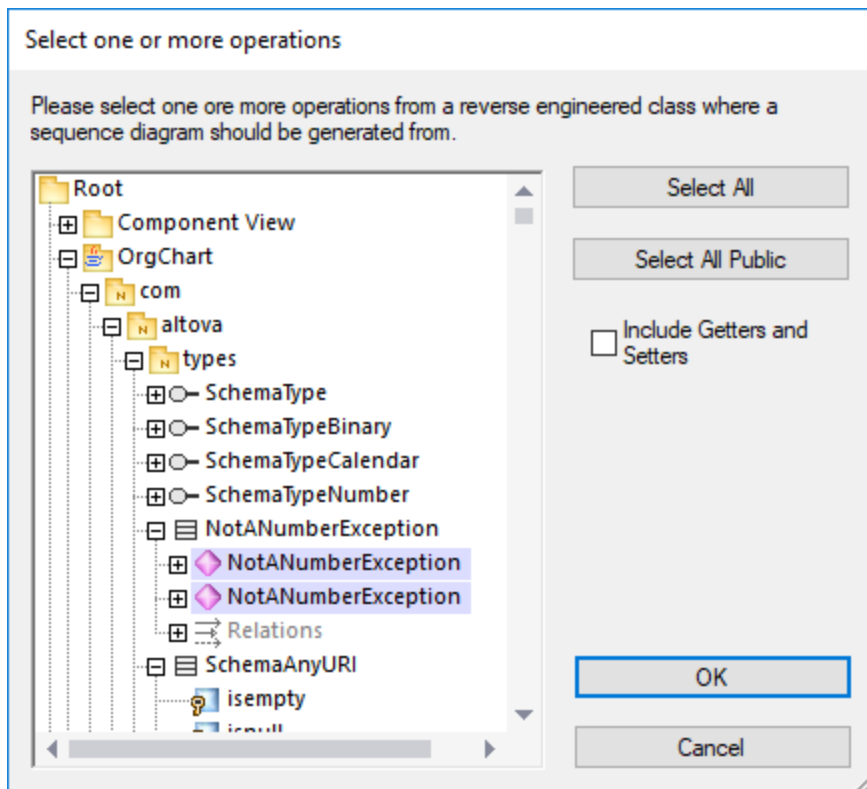 Select one or more operations
Please select one ore more operations from a reverse engineered class where a
sequence diagram should be generated from.
Root
Component View
OrgChart
N com
N altova
N types
SchemaType
SchemaTypeBinary
SchemaTypeCalendar
SchemaTypeNumber
NotANumberException
NotANumberException
NotANumberException
Relations
SchemaAnyURI
isempty
isnull
Select All
Select All Public
Include Getters and
Setters
OK
Cancel